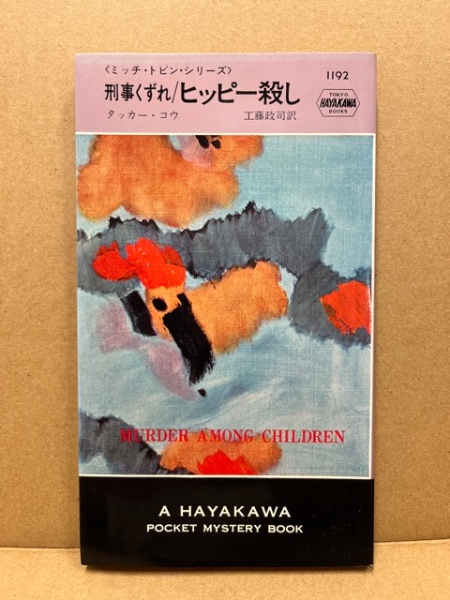 〈ミッチ・トビン・シリーズ〉
刑事くずれ/ヒッピー殺し
タッカー・コウ 工藤政司訳
1192
TOKYO
HAYAKAWA
BOOKS
MURDER AMONG CHILDREN
A HAYAKAWA
POCKET MYSTERY BOOK